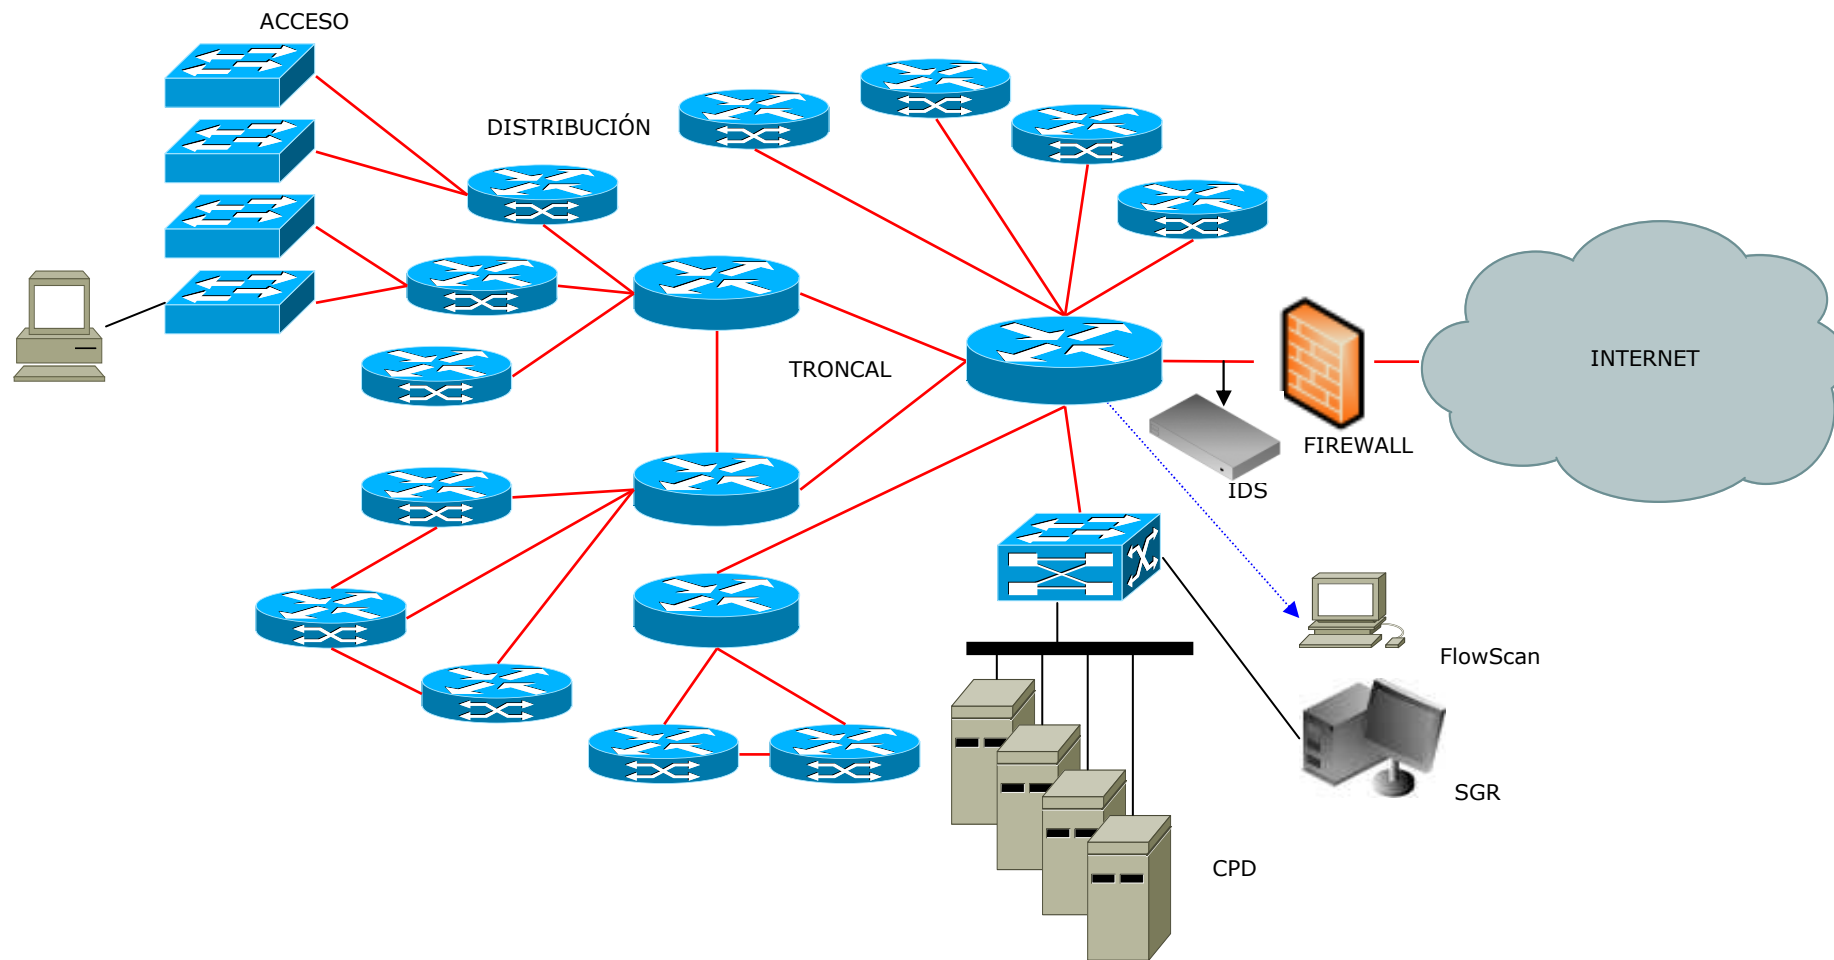 ACCESO
DISTRIBUCIÓN
TRONCAL
INTERNET
FIREWALL
IDS
FlowScan
SGR
CPD